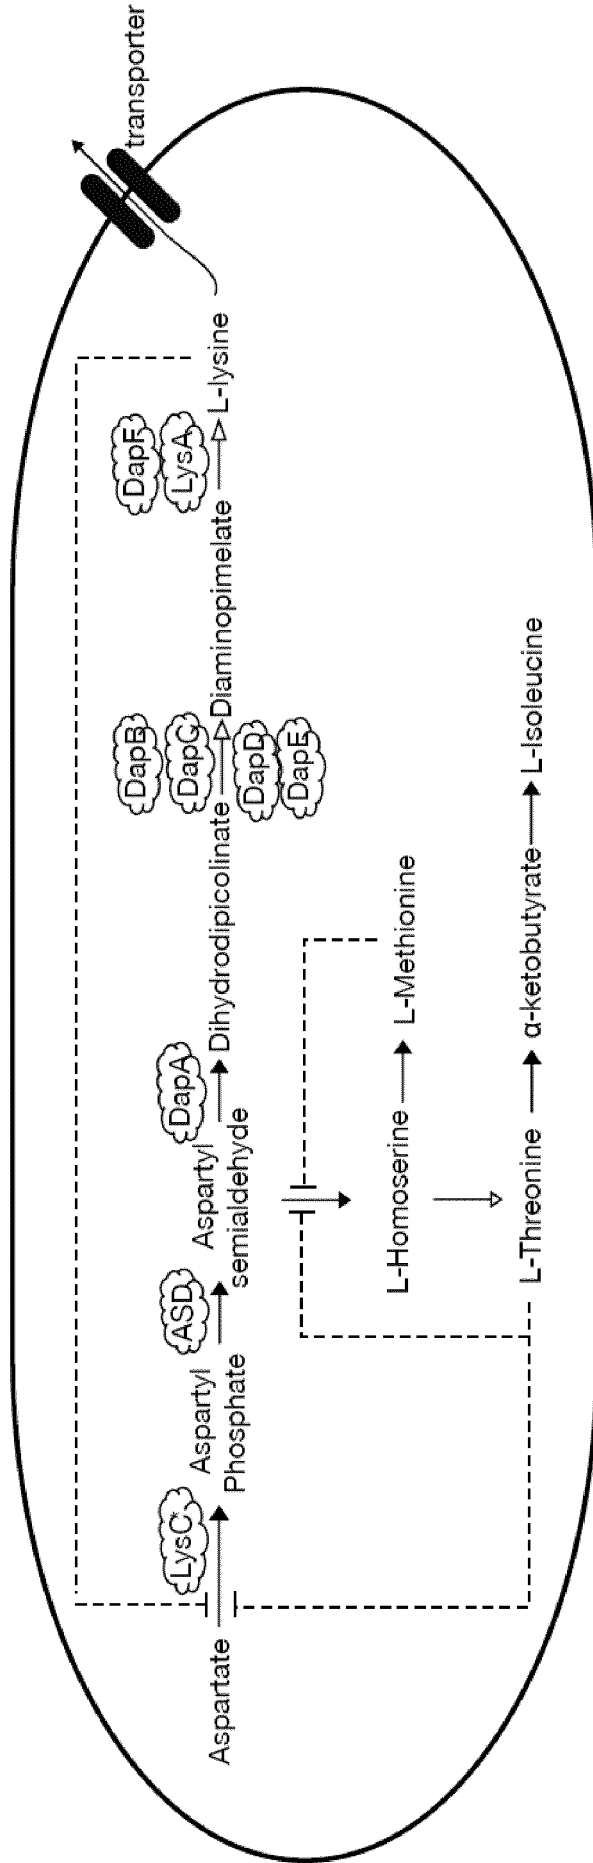 transporter
DapF
LysA
DapB
DapC
DapD
DapE
LysC*
ASD
DapA
Aspartate
Aspartyl
Phosphate
Aspartyl
semialdehyde
Dihydrodipicolinate
Diaminopimelate
L-lysine
L-Homoserine
L-Methionine
L-Threonine
α-ketobutyrate
L-Isoleucine